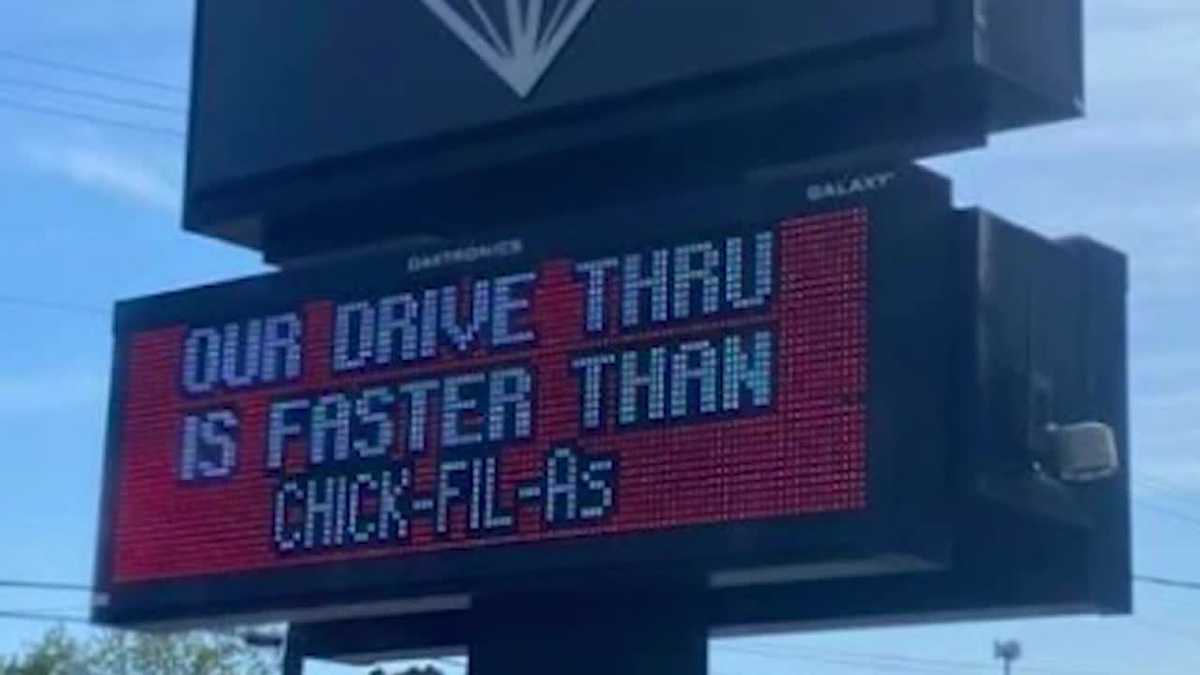 GALAXY
DAKTRONICS
OUR DRIVE THRU
IS FASTER THAN
CHICK-FIL-As